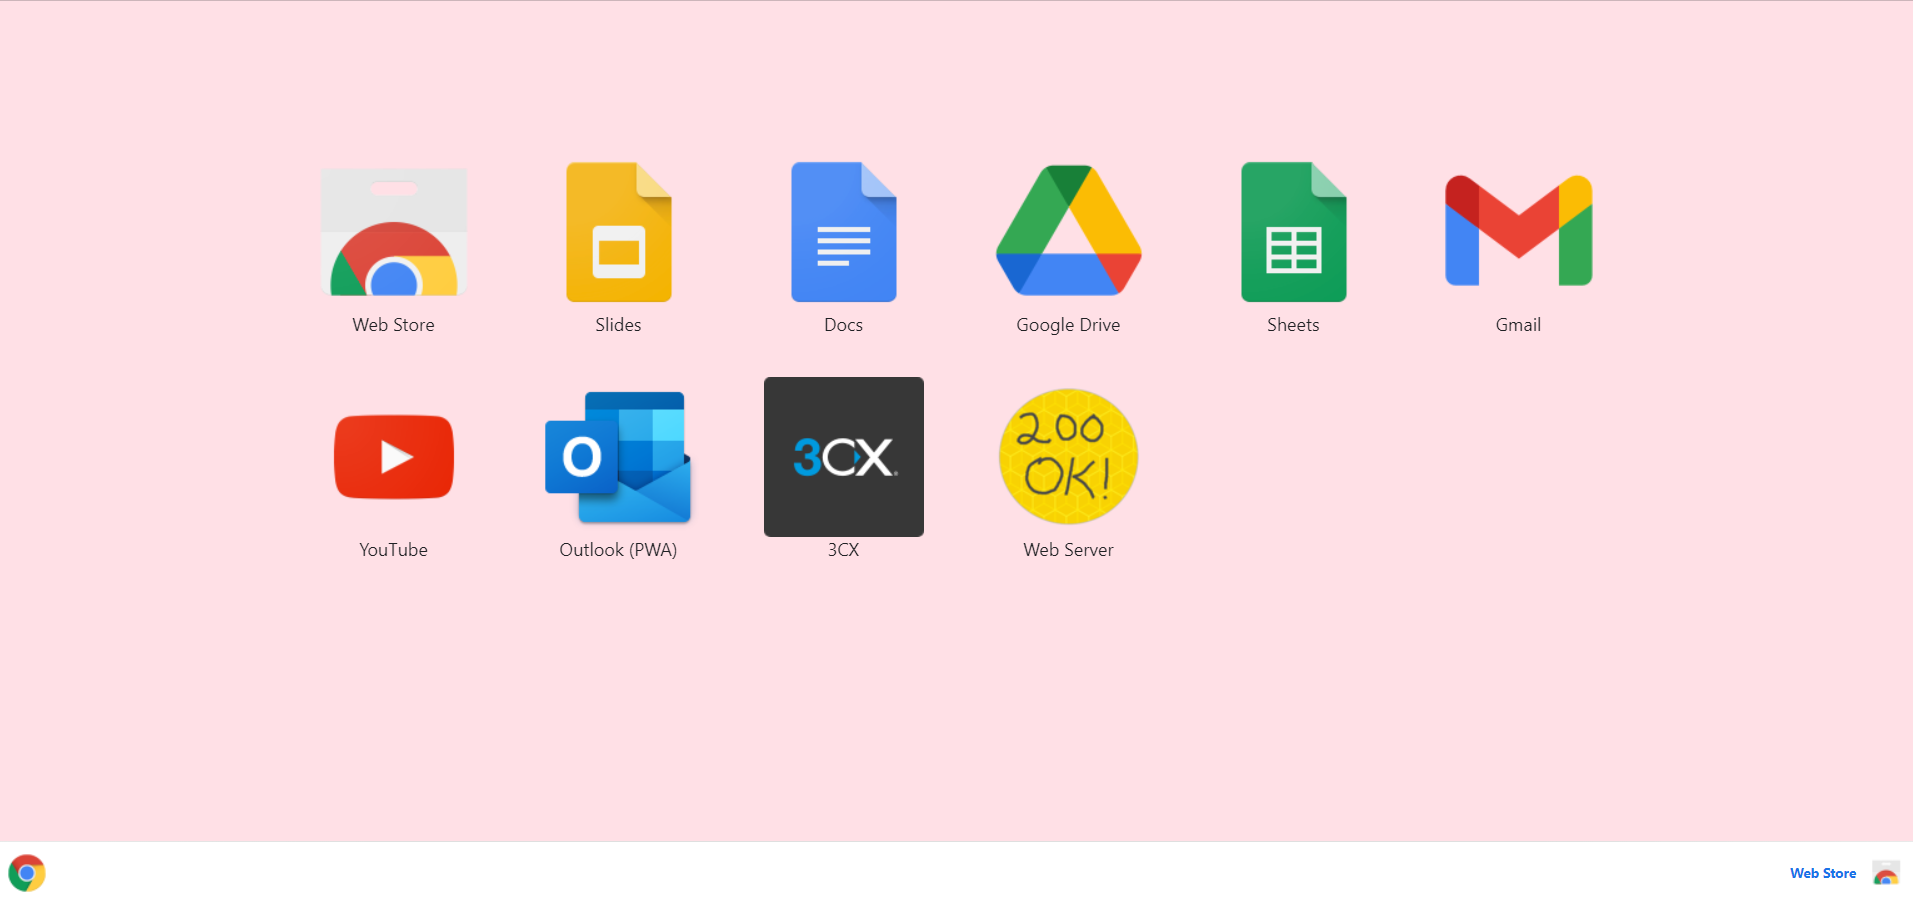 Web Store
Slides
Docs
Google Drive
Sheets
Gmail
O
3CX
200
OK!
YouTube
Outlook (PWA)
3CX
Web Server
Web Store